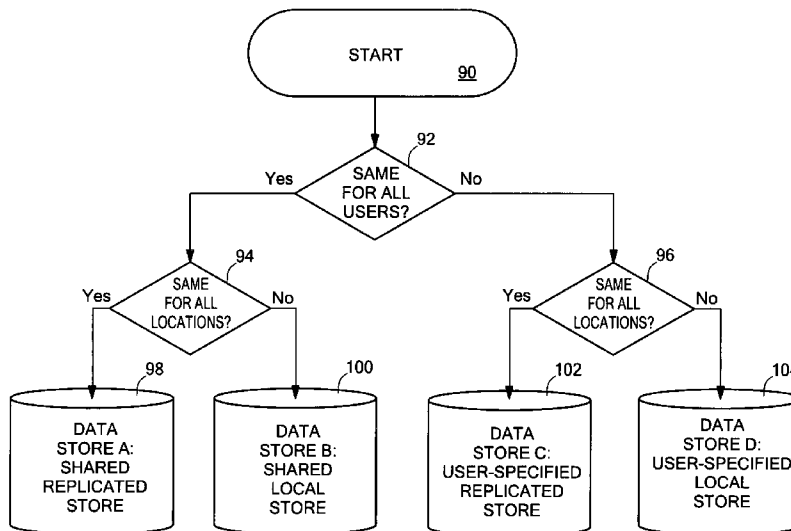 START
90
92
SAME
FOR ALL
USERS?
Yes
No
94
SAME
FOR ALL
LOCATIONS?
Yes
No
96
SAME
FOR ALL
LOCATIONS?
Yes
No
98
DATA
STORE A:
SHARED
REPLICATED
STORE
100
DATA
STORE B:
SHARED
LOCAL
STORE
102
DATA
STORE C:
USER-SPECIFIED
REPLICATED
STORE
104
DATA
STORE D:
USER-SPECIFIED
LOCAL
STORE